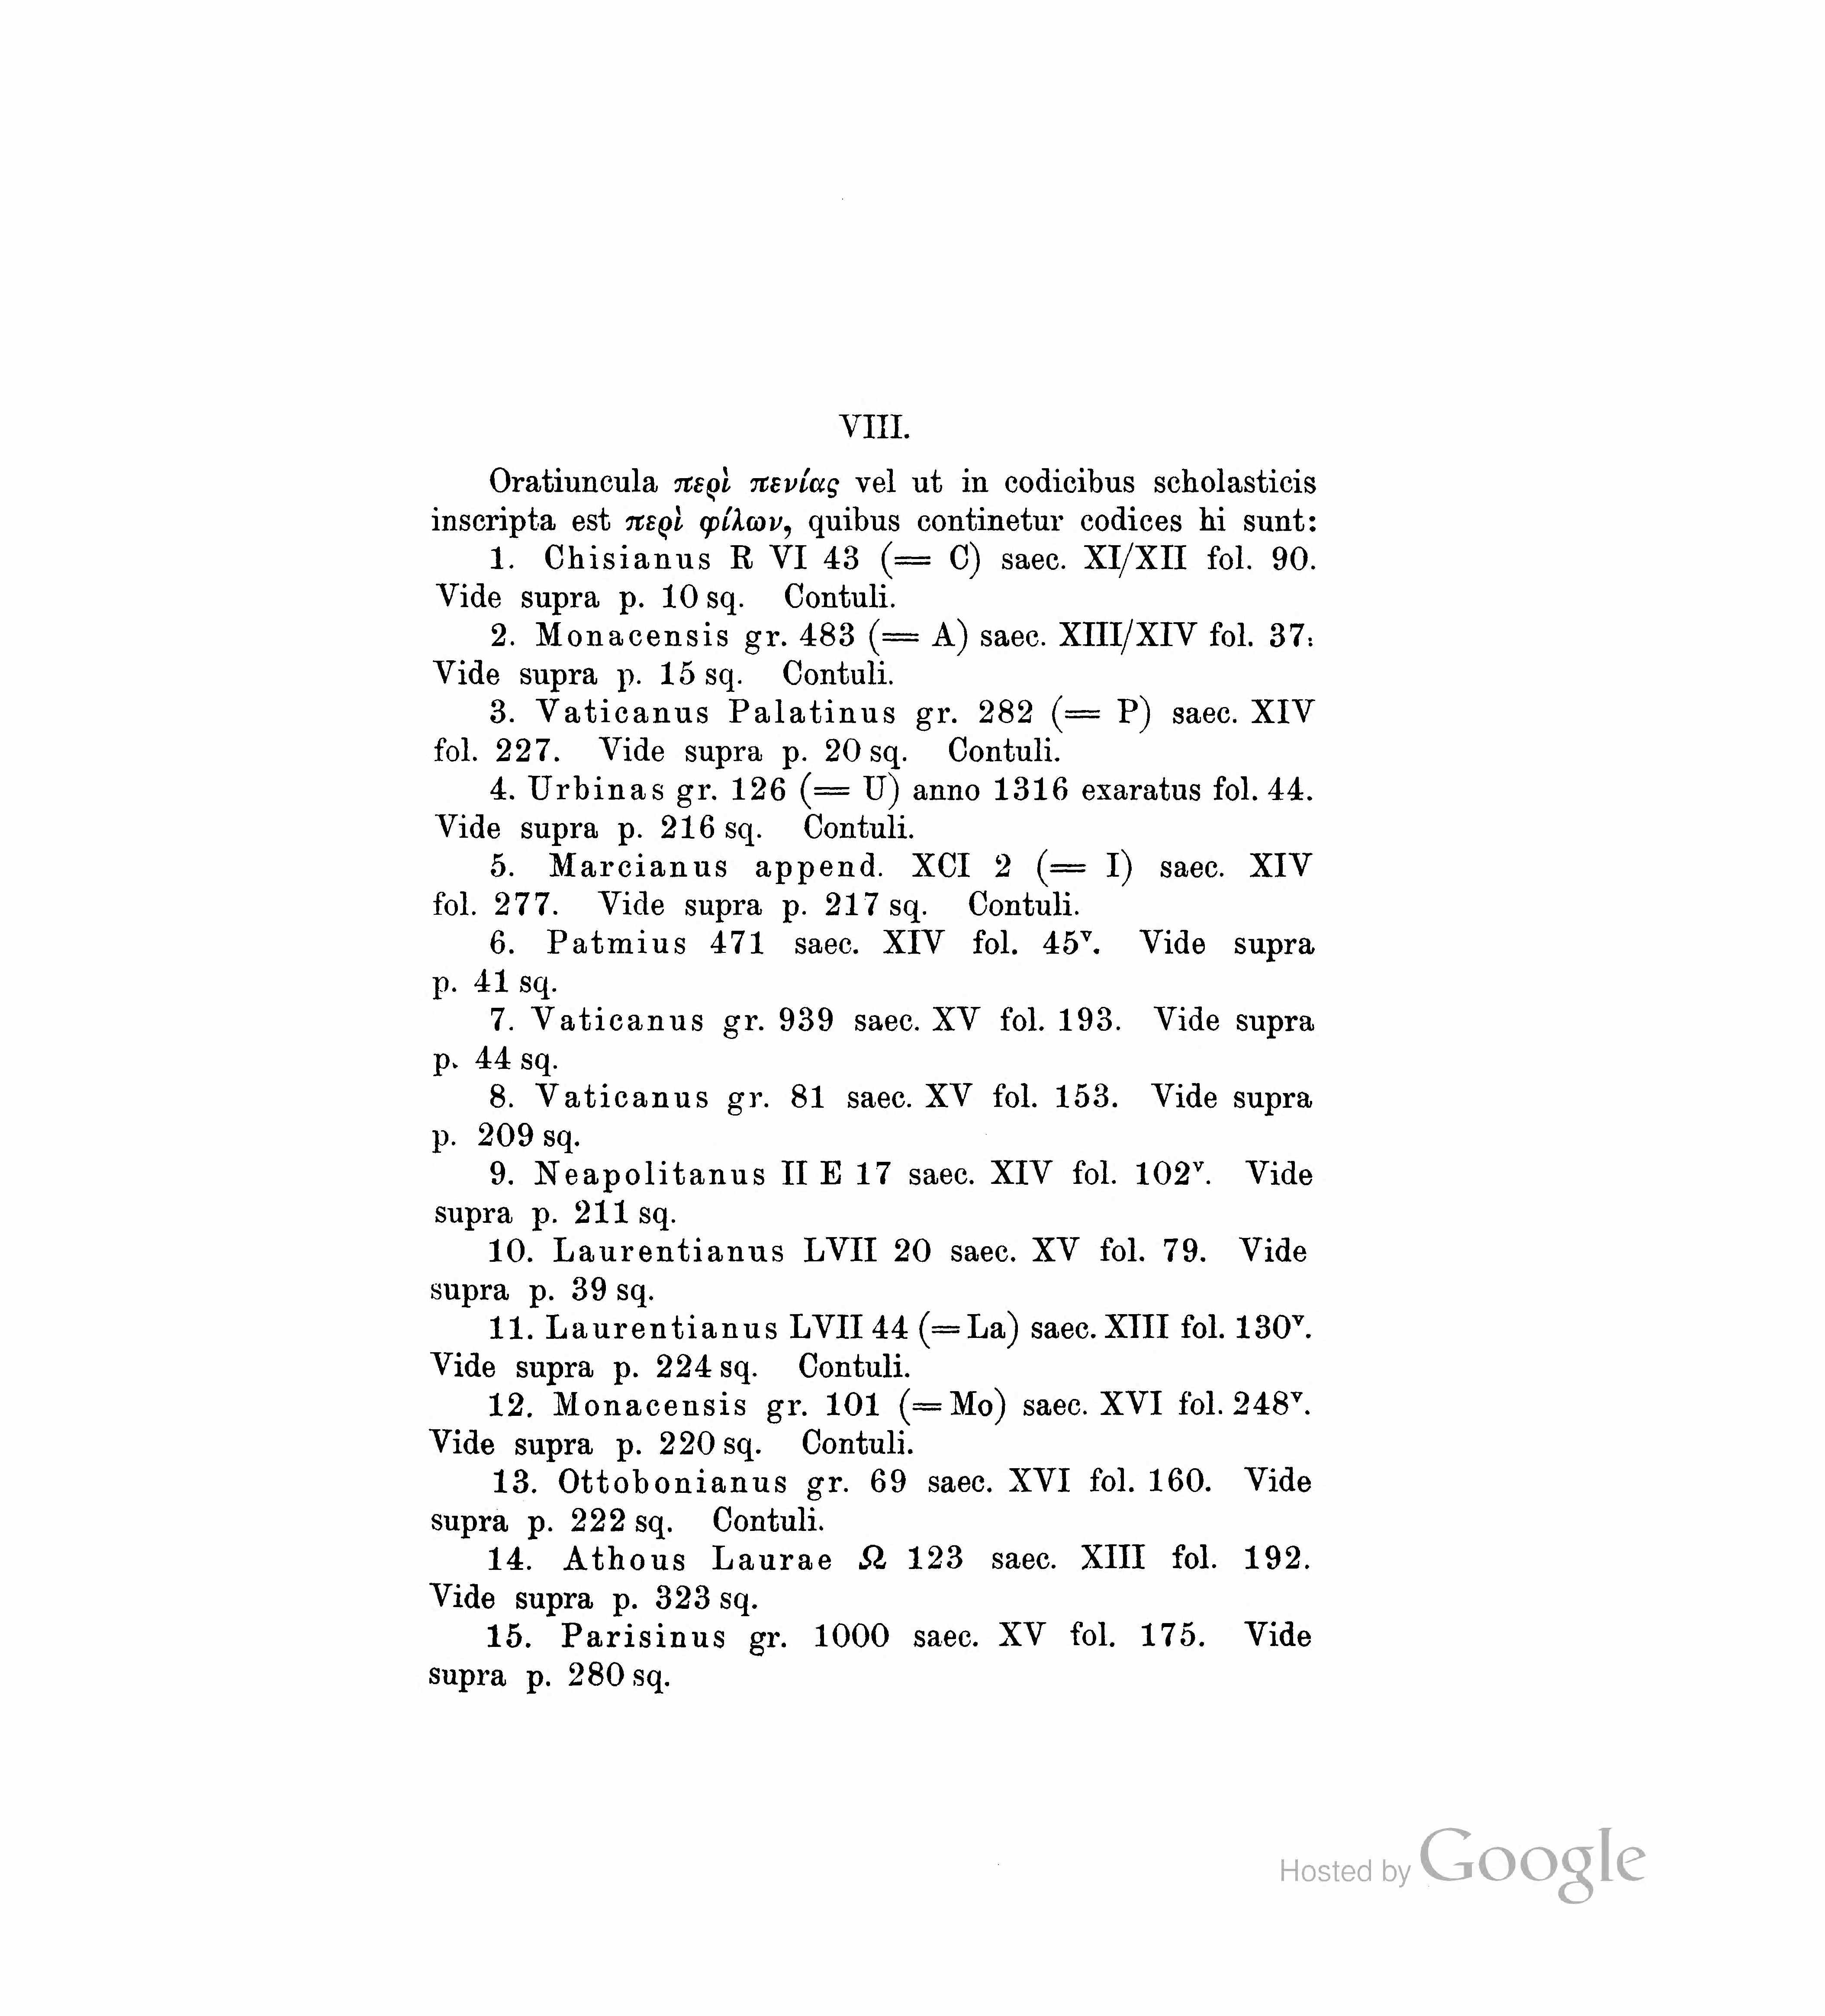 VIII.
Oratiuncula περὶ πενίας vel ut in codicibus scholasticis
inscripta est περὶ φίλων, quibus continetur codices hi sunt:
1. Chisianus R VI 43 (= C) saec. XI/XII fol. 90.
Vide supra p. 10 sq. Contuli.
2. Monacensis gr. 483 (= A) saec. XIII/XIV fol. 37.
Vide supra p. 15 sq. Contuli.
3. Vaticanus Palatinus gr. 282 (= P) saec. XIV
fol. 227. Vide supra p. 20 sq. Contuli.
4. Urbinas gr. 126 (= U) anno 1316 exaratus fol. 44.
Vide supra p. 216 sq. Contuli.
5. Marcianus append. XCI 2 (= I) saec. XIV
fol. 277. Vide supra p. 217 sq. Contuli.
6. Patmius 471 saec. XIV fol. 45ᵛ. Vide supra
p. 41 sq.
7. Vaticanus gr. 939 saec. XV fol. 193. Vide supra
p. 44 sq.
8. Vaticanus gr. 81 saec. XV fol. 153. Vide supra
p. 209 sq.
9. Neapolitanus II E 17 saec. XIV fol. 102ᵛ. Vide
supra p. 211 sq.
10. Laurentianus LVII 20 saec. XV fol. 79. Vide
supra p. 39 sq.
11. Laurentianus LVII 44 (= La) saec. XIII fol. 130ᵛ.
Vide supra p. 224 sq. Contuli.
12. Monacensis gr. 101 (= Mo) saec. XVI fol. 248ᵛ.
Vide supra p. 220 sq. Contuli.
13. Ottobonianus gr. 69 saec. XVI fol. 160. Vide
supra p. 222 sq. Contuli.
14. Athous Laurae Ω 123 saec. XIII fol. 192.
Vide supra p. 323 sq.
15. Parisinus gr. 1000 saec. XV fol. 175. Vide
supra p. 280 sq.
Hosted by Google